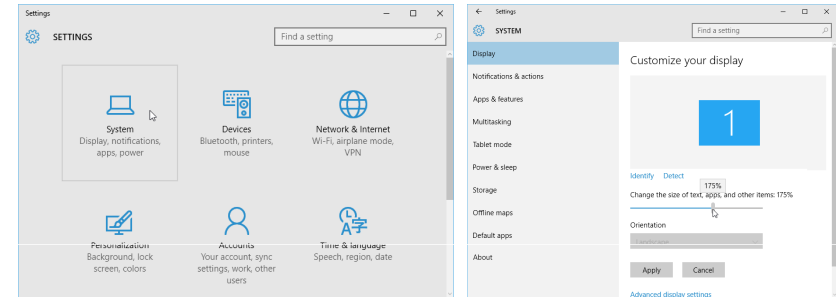 Settings
SETTINGS
Find a setting
System
Display, notifications,
apps, power
Devices
Bluetooth, printers,
mouse
Network & Internet
Wi-Fi, airplane mode,
VPN
Personalization
Background, lock
screen, colors
Accounts
Your account, sync
settings, work, other
users
Time & language
Speech, region, date
Settings
SYSTEM
Find a setting
Display
Notifications & actions
Apps & features
Multitasking
Tablet mode
Power & sleep
Storage
Offline maps
Default apps
About
Customize your display
1
Identify Detect
175%
Change the size of text, apps, and other items: 175%
Orientation
Landscape
Apply Cancel
Advanced display settings